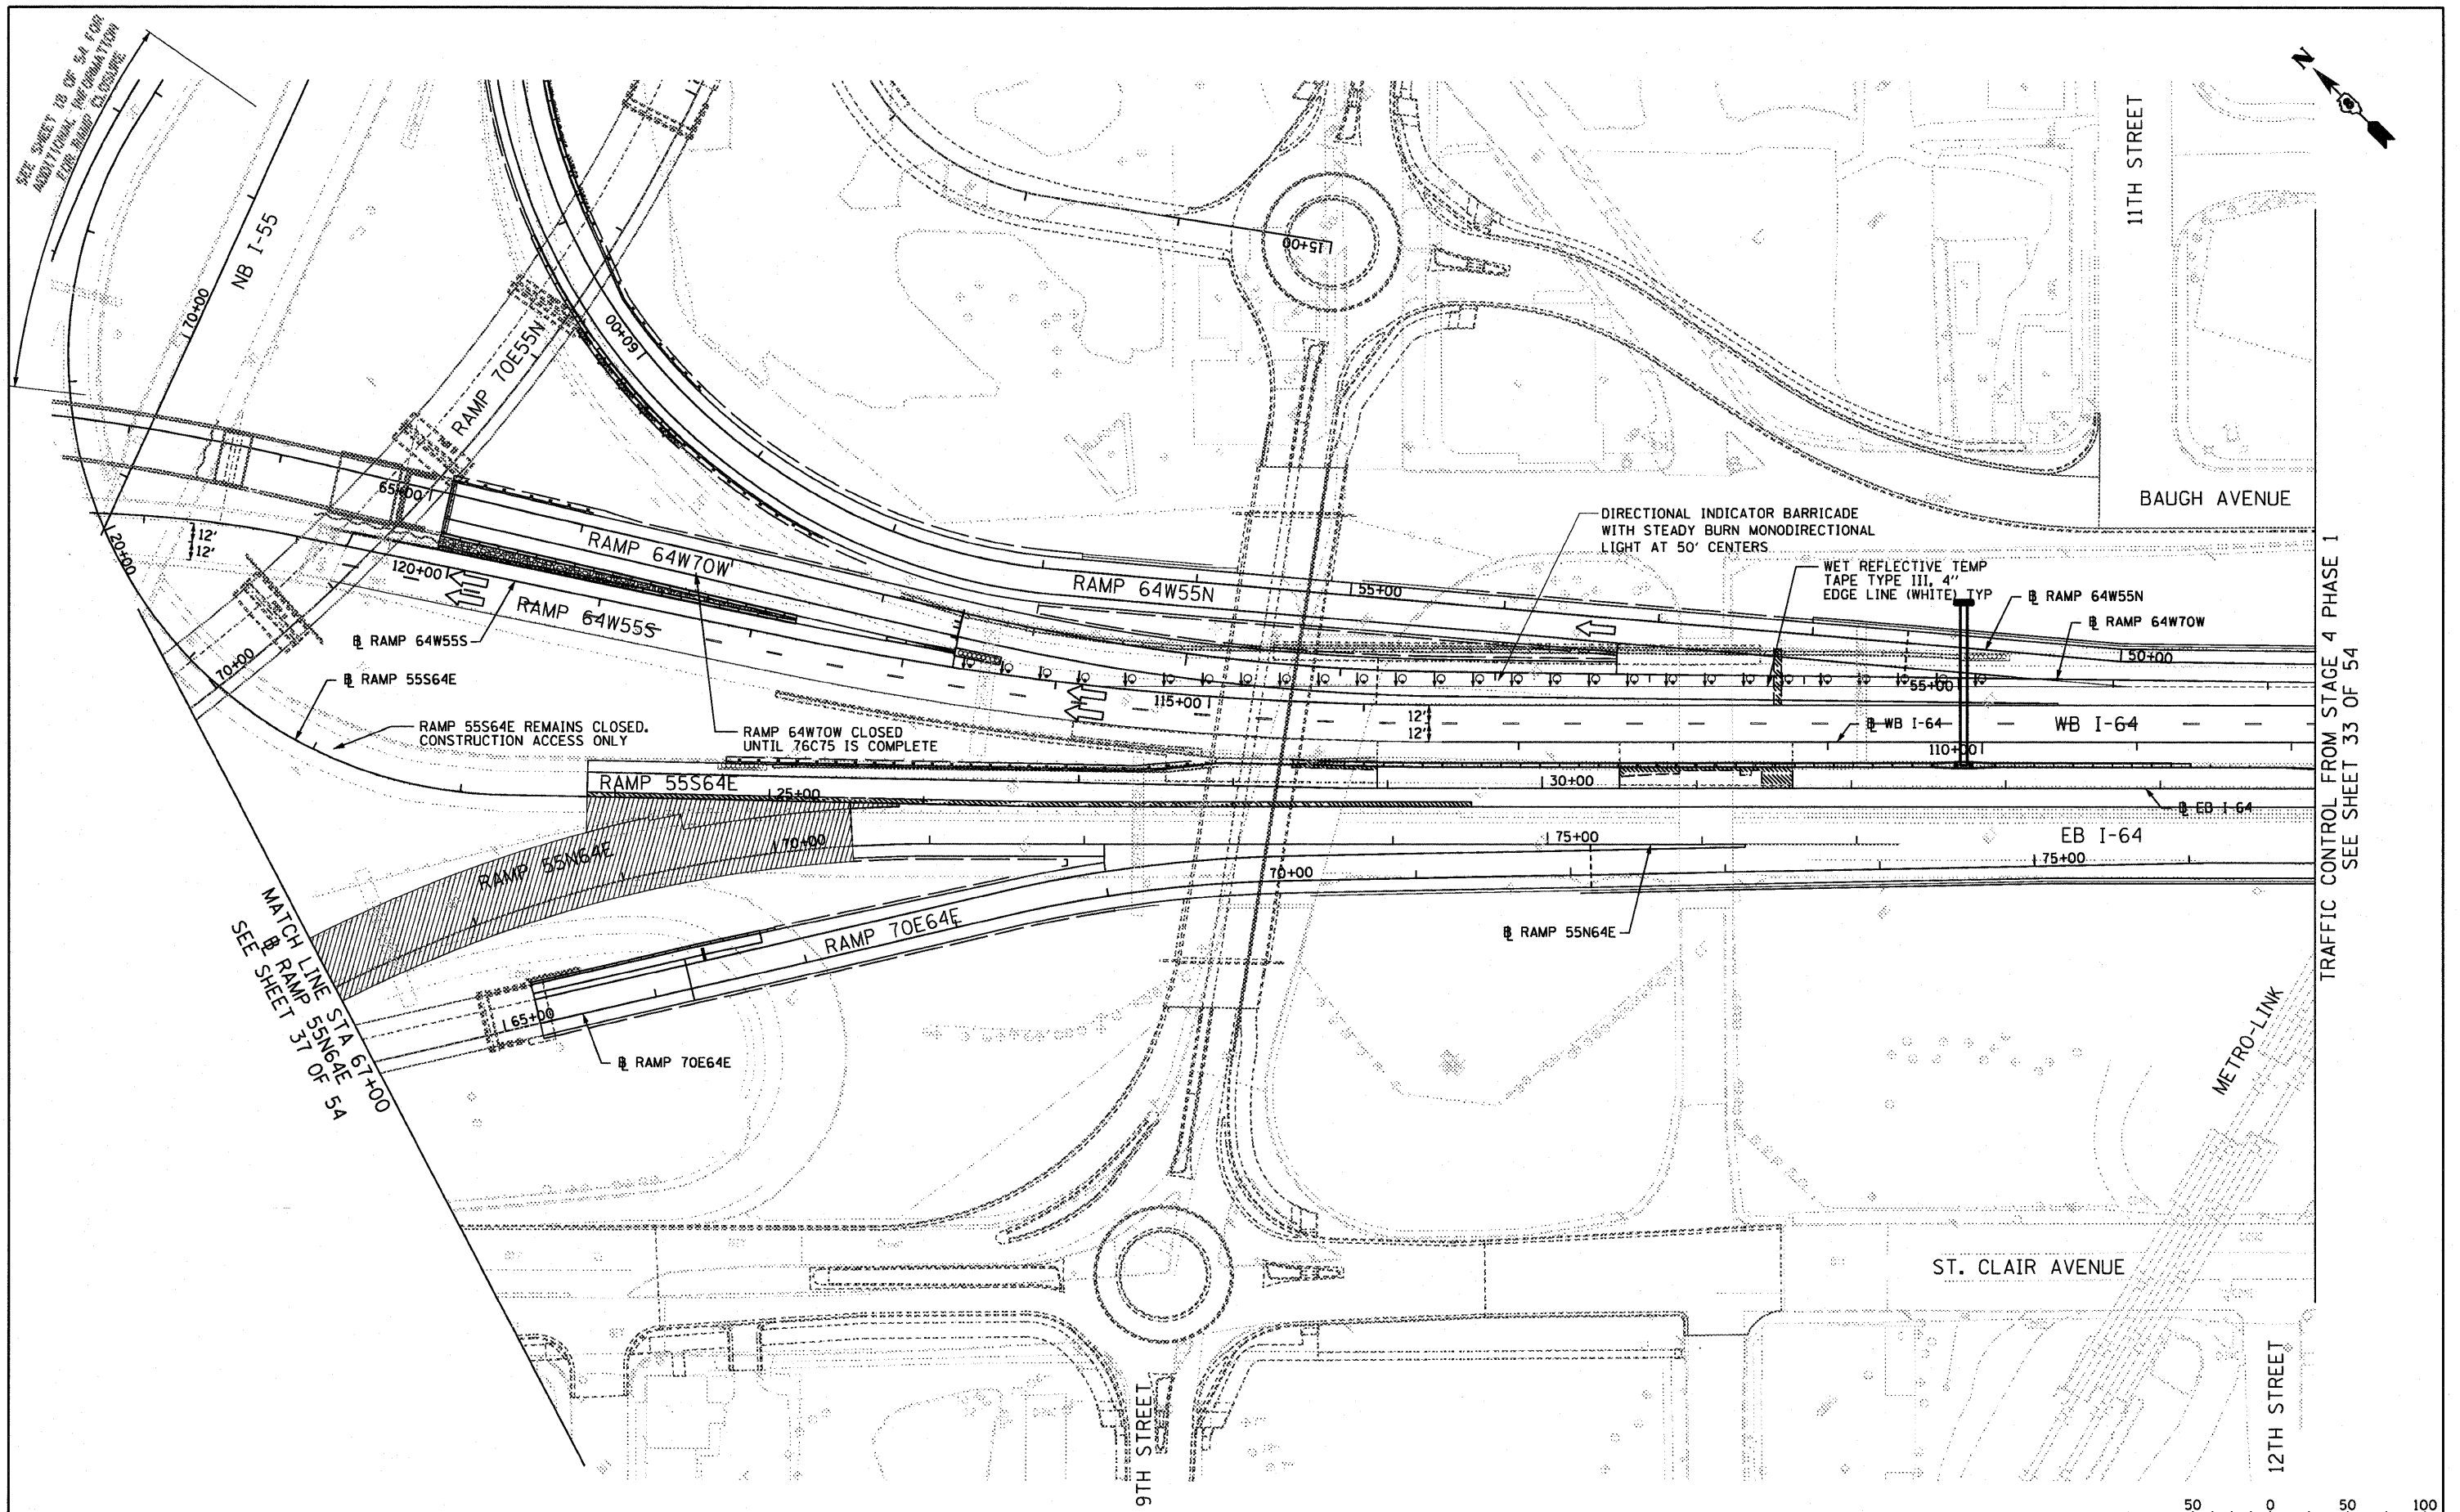 SEE SHEET 18 OF 54 FOR
ADDITIONAL INFORMATION
FOR RAMP CLOSURE
N
NB I-55
70+00
RAMP 70E55N
60+00
15+00
11TH STREET
BAUGH AVENUE
DIRECTIONAL INDICATOR BARRICADE
WITH STEADY BURN MONODIRECTIONAL
LIGHT AT 50' CENTERS
WET REFLECTIVE TEMP
TAPE TYPE III, 4"
EDGE LINE (WHITE) TYP
℄ RAMP 64W55N
℄ RAMP 64W70W
65+00
RAMP 64W70W
RAMP 64W55N
55+00
50+00
20+00
12'
12'
120+00
RAMP 64W55S
℄ RAMP 64W55S
70+00
℄ RAMP 55S64E
RAMP 55S64E REMAINS CLOSED.
CONSTRUCTION ACCESS ONLY
RAMP 64W70W CLOSED
UNTIL 76C75 IS COMPLETE
115+00
12'
12'
55+00
℄ WB I-64
WB I-64
110+00
RAMP 55S64E
25+00
30+00
℄ EB I-64
EB I-64
RAMP 55N64E
70+00
75+00
70+00
75+00
RAMP 70E64E
℄ RAMP 55N64E
65+00
℄ RAMP 70E64E
MATCH LINE STA 67+00
℄ RAMP 55N64E
SEE SHEET 37 OF 54
TRAFFIC CONTROL FROM STAGE 4 PHASE 1
SEE SHEET 33 OF 54
METRO-LINK
ST. CLAIR AVENUE
9TH STREET
12TH STREET
50 0 50 100